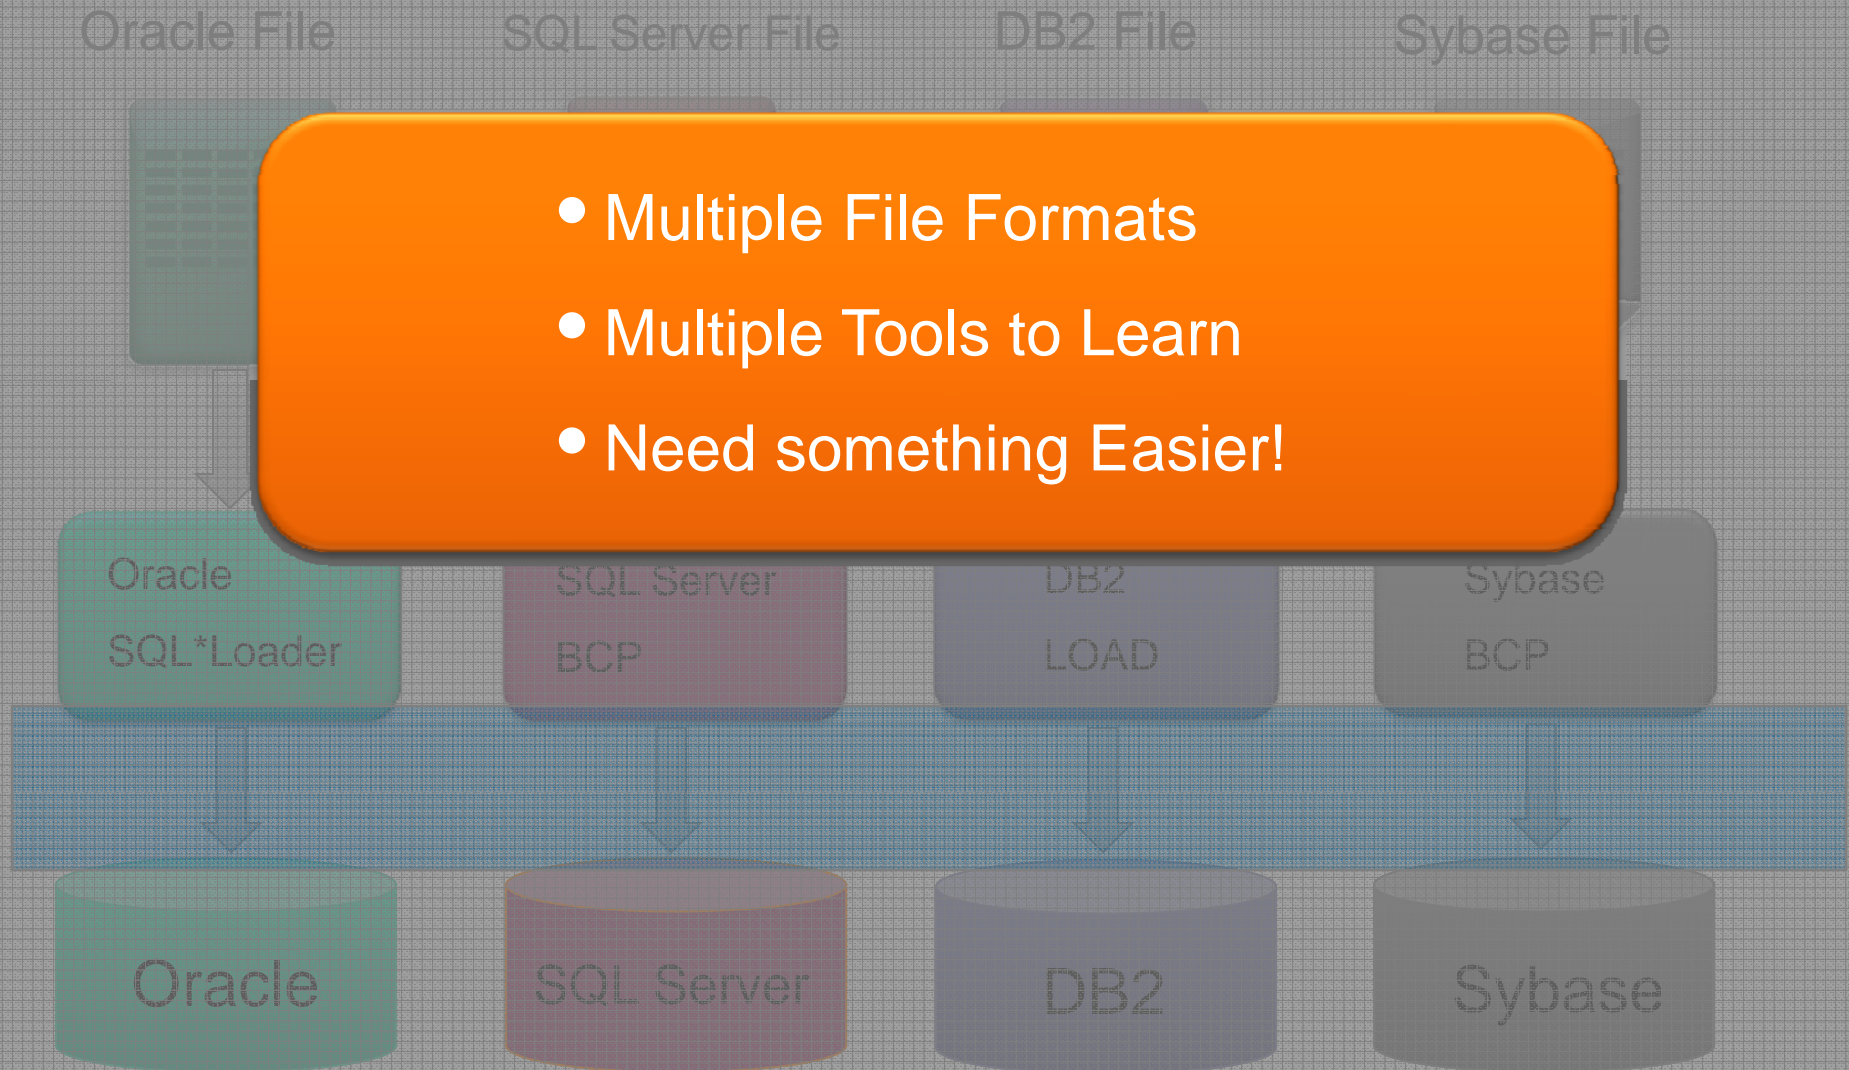 Oracle File SQL Server File DB2 File Sybase File
• Multiple File Formats
• Multiple Tools to Learn
• Need something Easier!
Oracle SQL Server DB2 Sybase
SQL*Loader BCP LOAD BCP
Oracle SQL Server DB2 Sybase